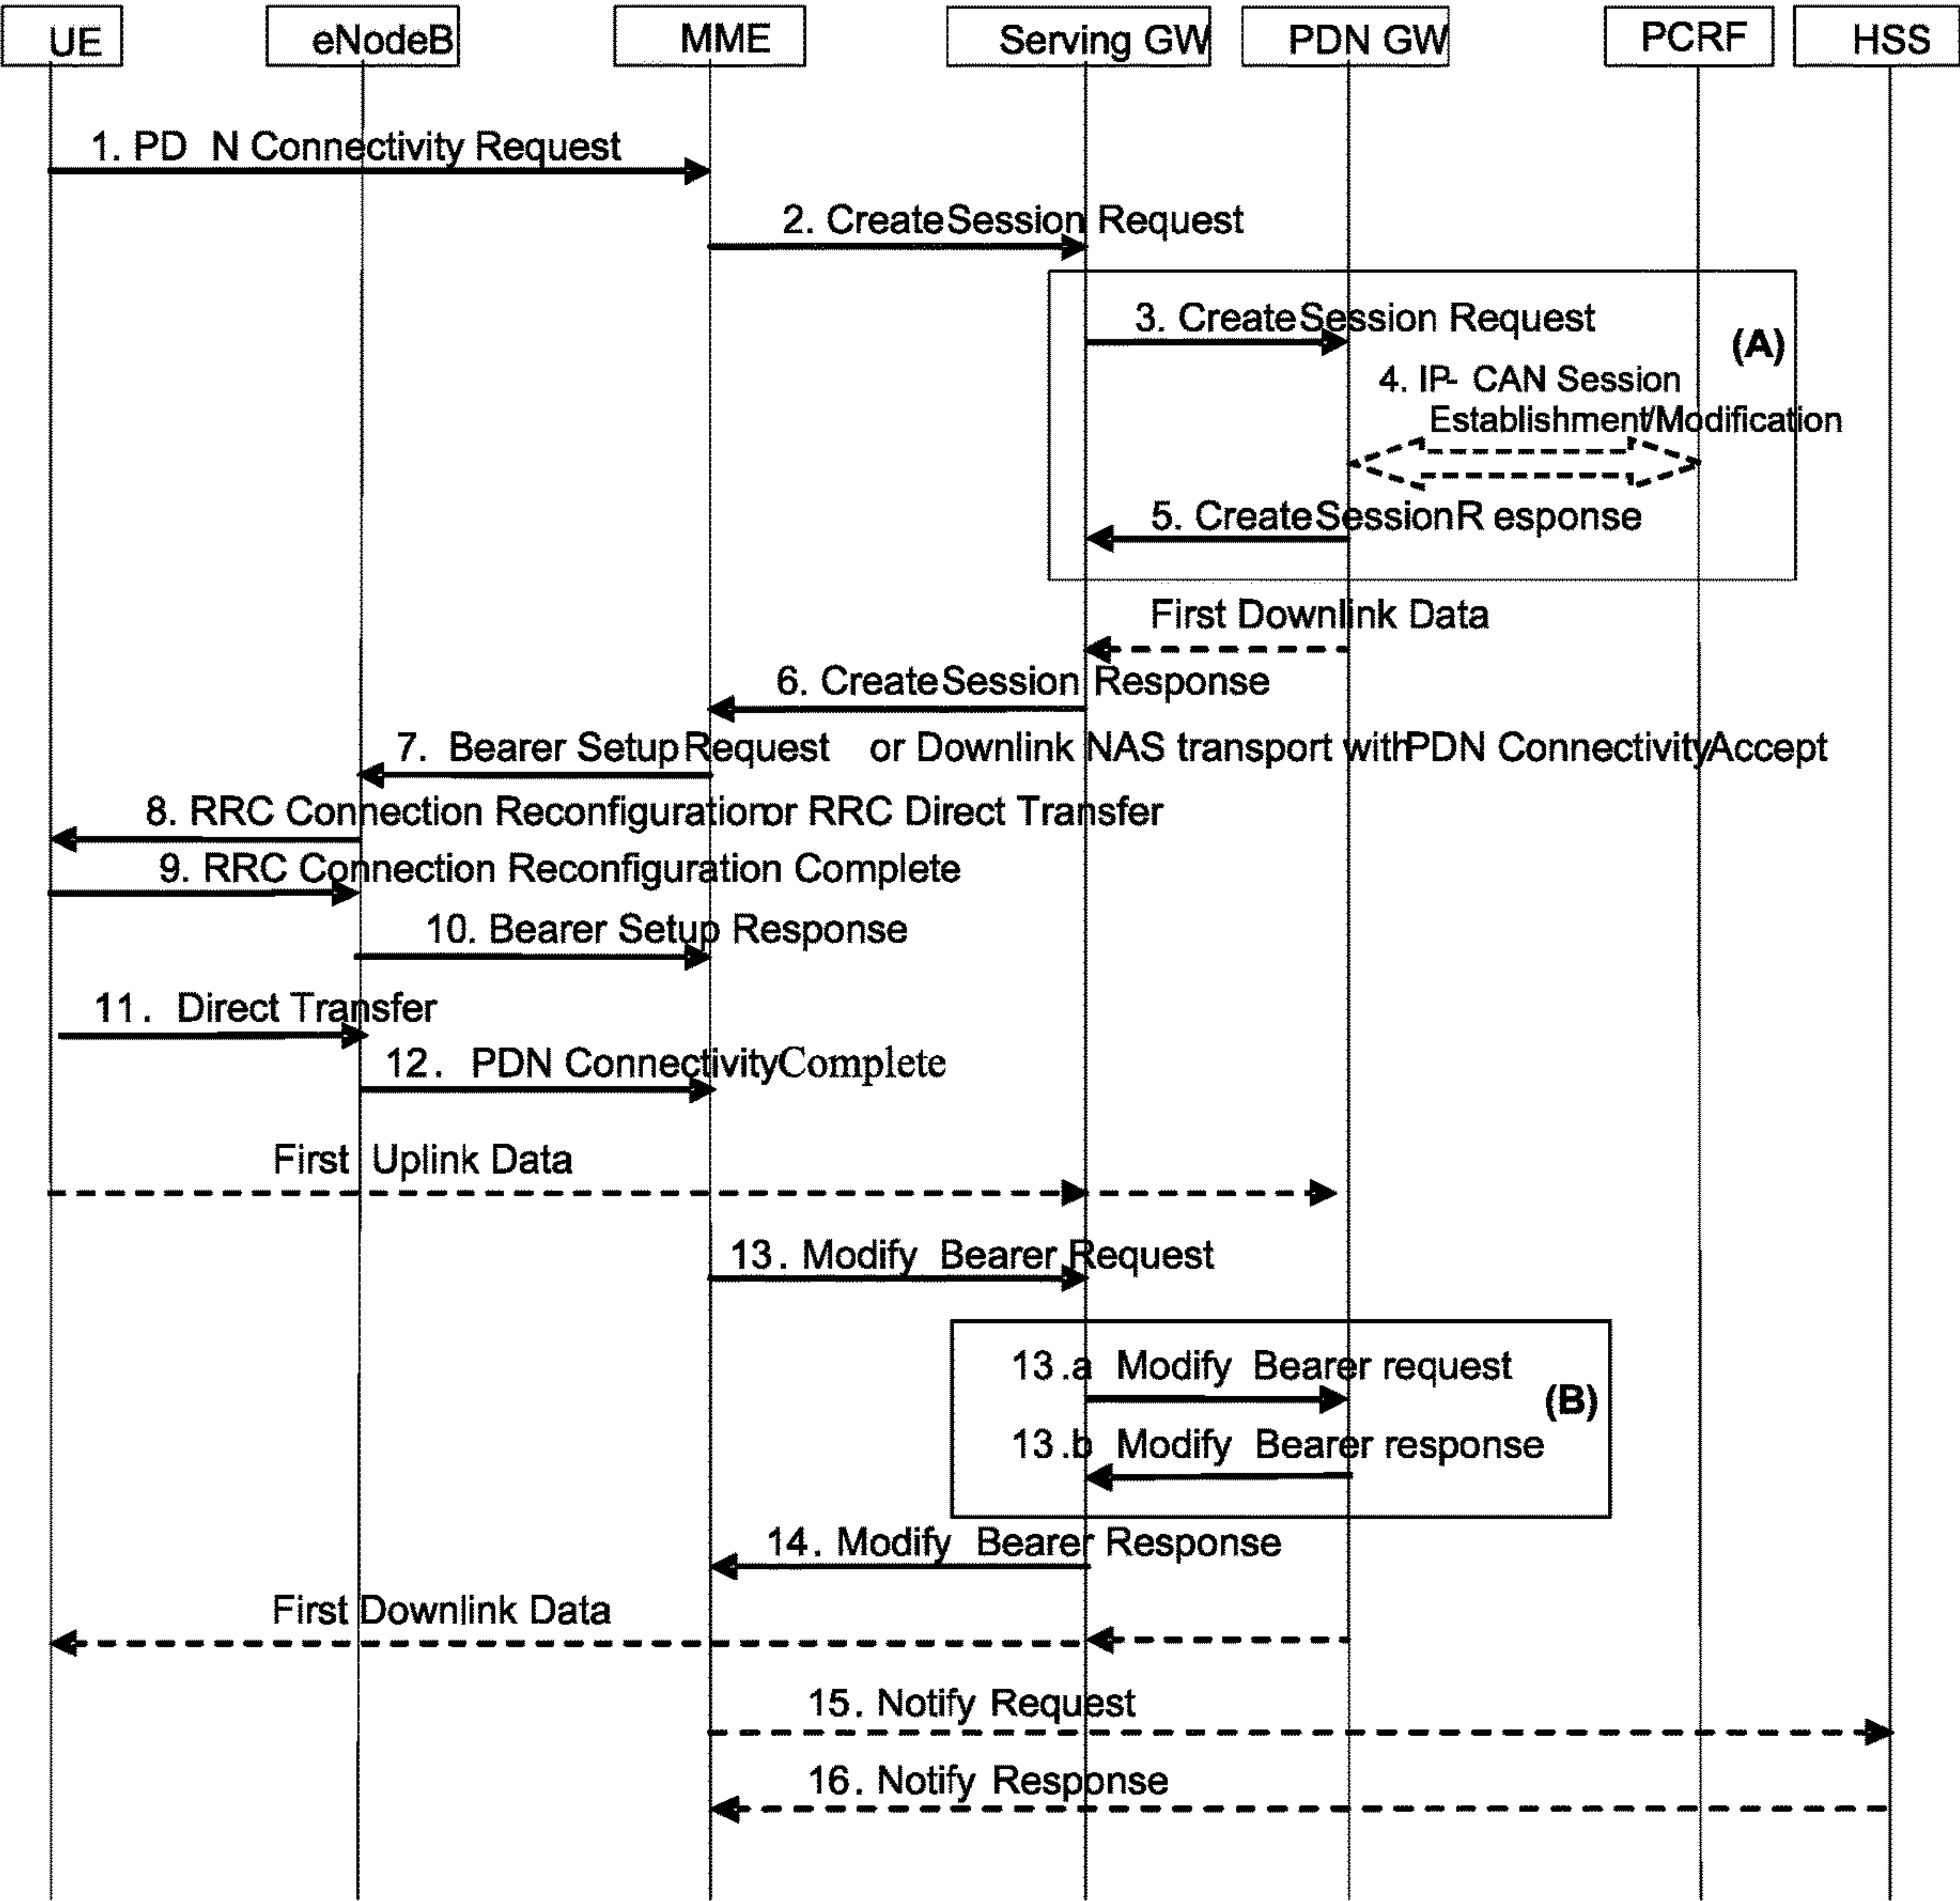 UE eNodeB MME Serving GW PDN GW PCRF HSS
1. PD N Connectivity Request
2. CreateSession Request
3. CreateSession Request
(A)
4. IP- CAN Session
Establishment/Modification
5. CreateSessionR esponse
First Downlink Data
6. CreateSession Response
7. Bearer Setup Request or Downlink NAS transport with PDN Connectivity Accept
8. RRC Connection Reconfiguration or RRC Direct Transfer
9. RRC Connection Reconfiguration Complete
10. Bearer Setup Response
11. Direct Transfer
12. PDN Connectivity Complete
First Uplink Data
13. Modify Bearer Request
13.a Modify Bearer request
(B)
13.b Modify Bearer response
14. Modify Bearer Response
First Downlink Data
15. Notify Request
16. Notify Response